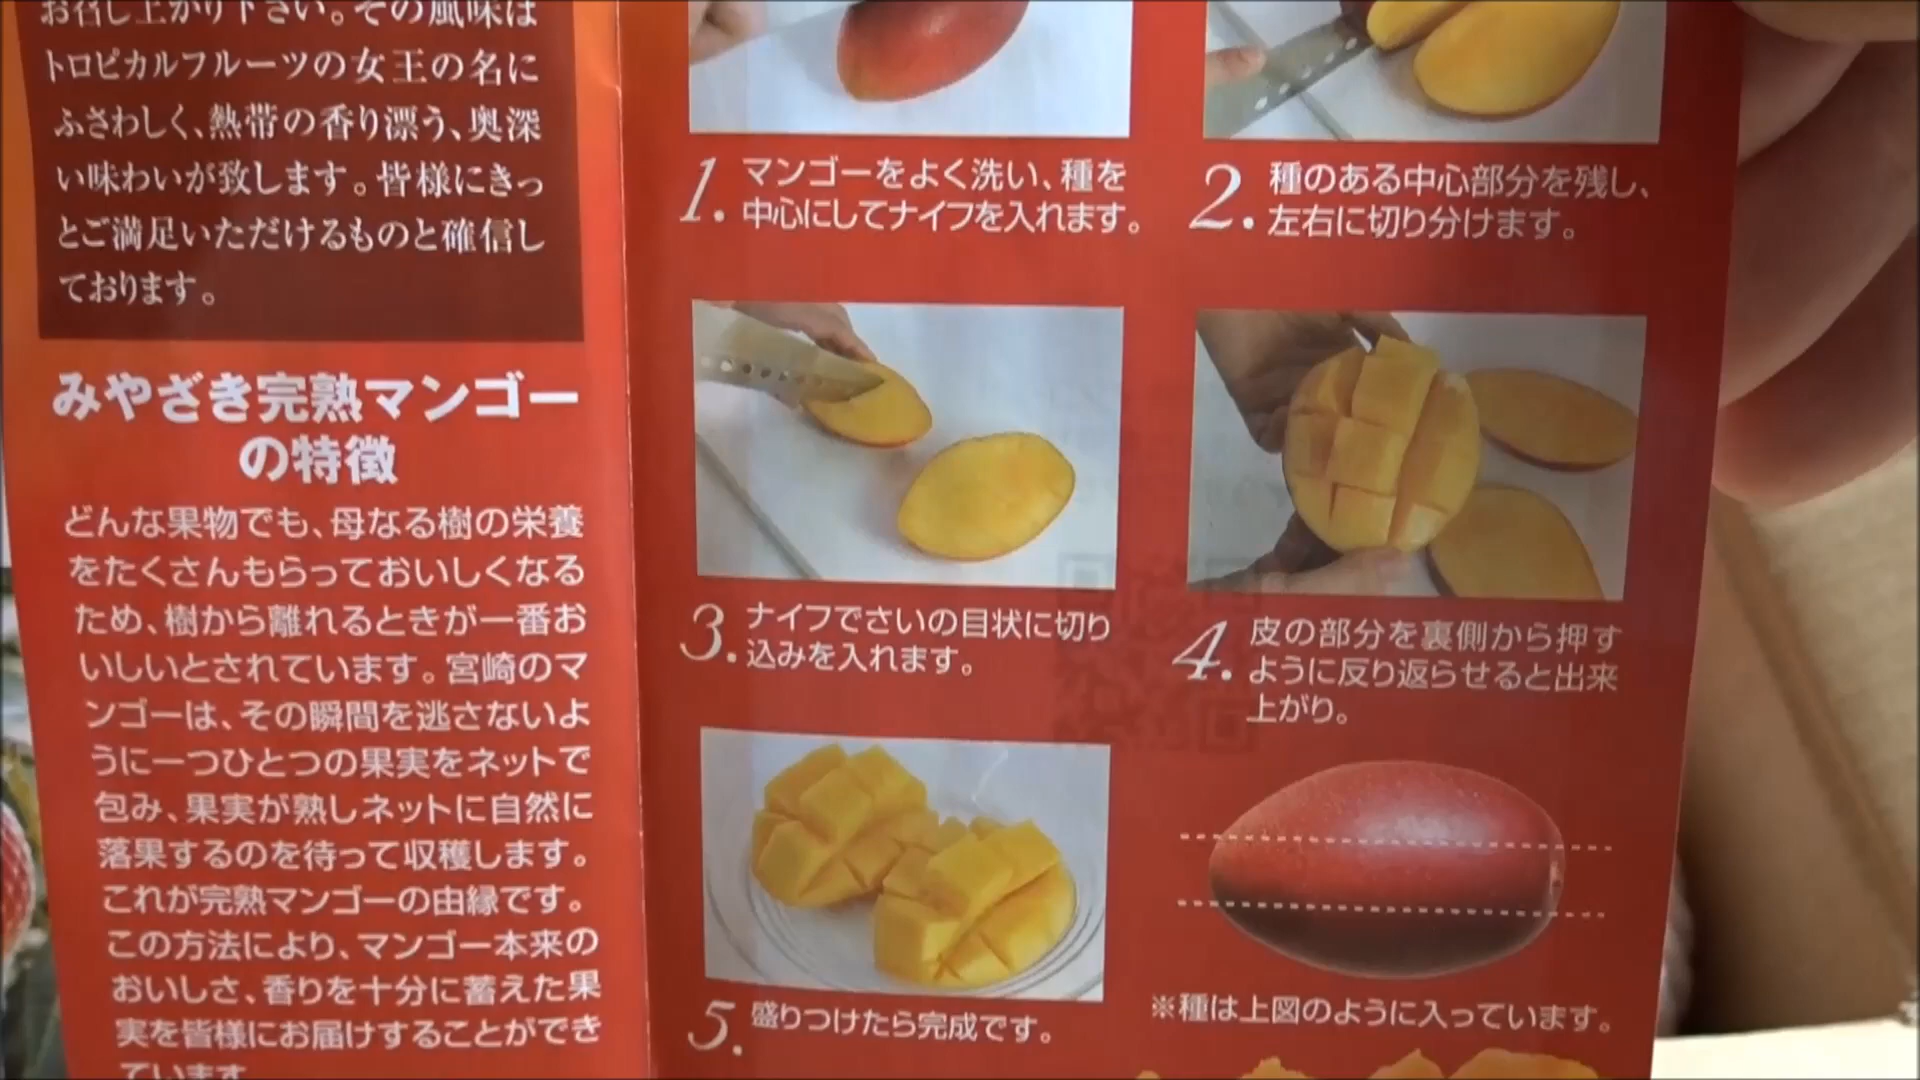 お召し上がり下さい。その風味は
トロピカルフルーツの女王の名に
ふさわしく、熱帯の香り漂う、奥深
い味わいが致します。皆様にきっ
とご満足いただけるものと確信し
ております。
みやざき完熟マンゴー
の特徴
どんな果物でも、母なる樹の栄養
をたくさんもらっておいしくなる
ため、樹から離れるときが一番お
いしいとされています。宮崎のマ
ンゴーは、その瞬間を逃さないよ
うに一つひとつの果実をネットで
包み、果実が熟しネットに自然に
落果するのを待って収穫します。
これが完熟マンゴーの由縁です。
この方法により、マンゴー本来の
おいしさ、香りを十分に蓄えた果
実を皆様にお届けすることができ
ています
1. マンゴーをよく洗い、種を
中心にしてナイフを入れます。
2. 種のある中心部分を残し、
左右に切り分けます。
3. ナイフでさいの目状に切り
込みを入れます。
4. 皮の部分を裏側から押す
ように反り返らせると出来
上がり。
5. 盛りつけたら完成です。
※種は上図のように入っています。